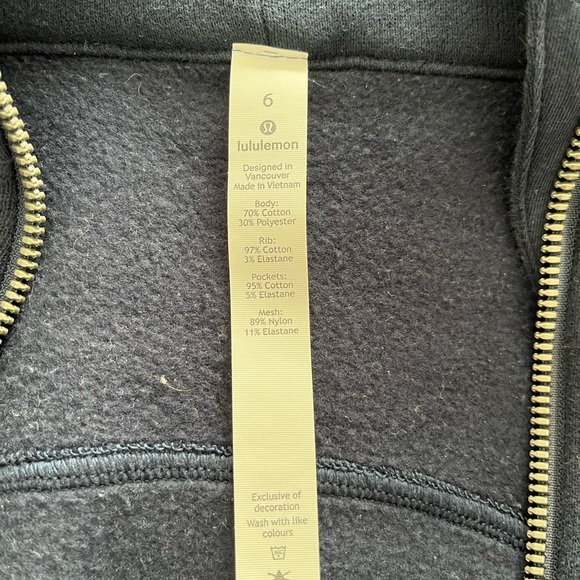 6
lululemon
Designed in
Vancouver
Made in Vietnam
Body:
70% Cotton
30% Polyester
Rib:
97% Cotton
3% Elastane
Pockets:
95% Cotton
5% Elastane
Mesh:
89% Nylon
11% Elastane
Exclusive of
decoration
Wash with like
colours